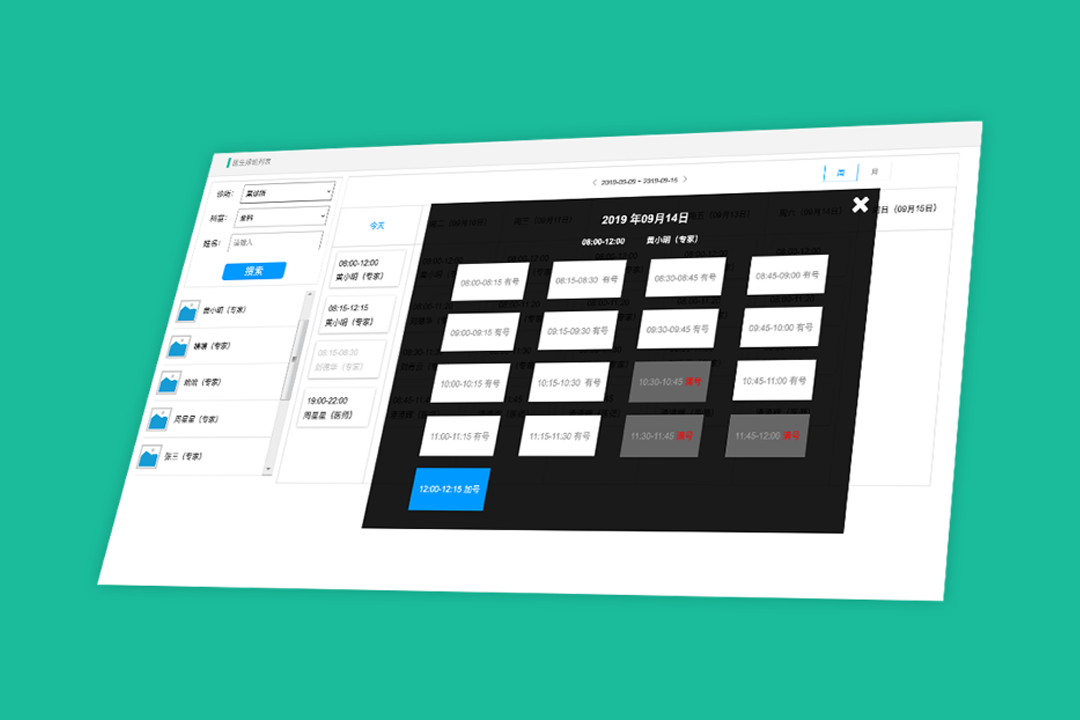 医生排班列表
诊所: 某诊所
科室: 全科
姓名: 请输入
搜索
黄小明（专家）
嘀嘀（专家）
哈哈（专家）
周星星（专家）
张三（专家）
2019-09-09 ~ 2019-09-15
周 月
今天
08:00-12:00
黄小明（专家）
08:15-12:15
黄小明（专家）
08:15-08:30
刘德华（专家）
19:00-22:00
周星星（医师）
周二（09月10日） 周三（09月11日） 周五（09月13日） 周六（09月14日） 周日（09月15日）
2019 年09月14日
08:00-12:00 黄小明（专家）
08:00-08:15 有号 08:15-08:30 有号 08:30-08:45 有号 08:45-09:00 有号
09:00-09:15 有号 09:15-09:30 有号 09:30-09:45 有号 09:45-10:00 有号
10:00-10:15 有号 10:15-10:30 有号 10:30-10:45 满号 10:45-11:00 有号
11:00-11:15 有号 11:15-11:30 有号 11:30-11:45 满号 11:45-12:00 满号
12:00-12:15 加号